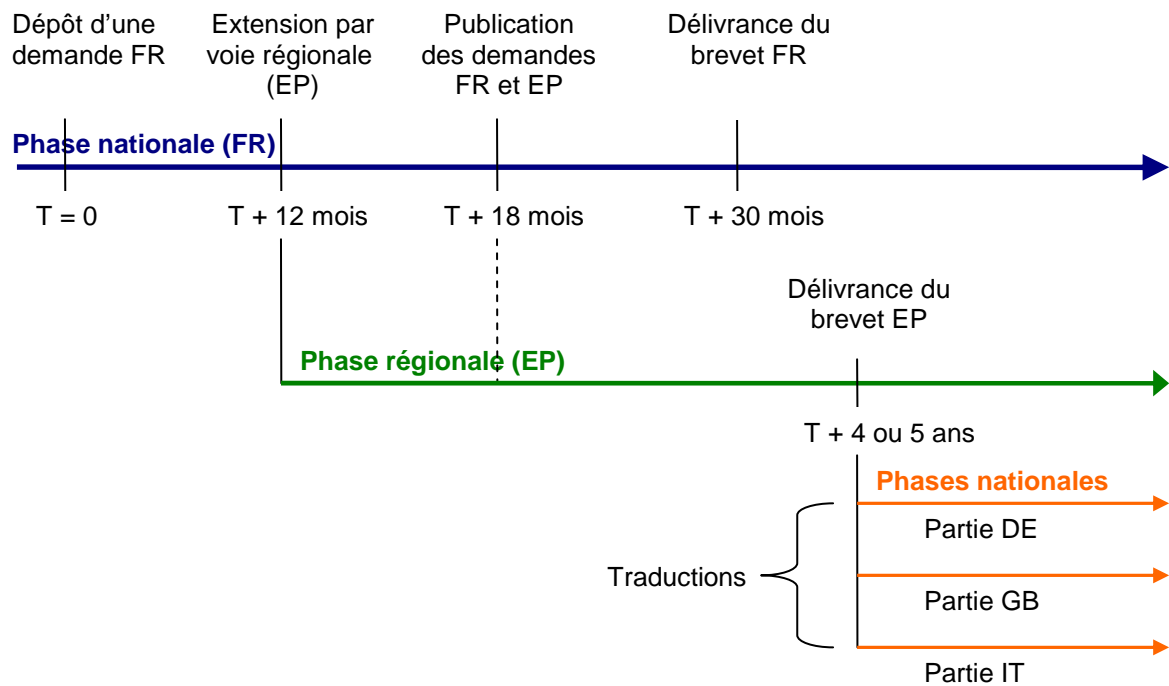 Dépôt d'une
demande FR
Extension par
voie régionale
(EP)
Publication
des demandes
FR et EP
Délivrance du
brevet FR
Phase nationale (FR)
T = 0
T + 12 mois
T + 18 mois
T + 30 mois
Délivrance du
brevet EP
Phase régionale (EP)
T + 4 ou 5 ans
Phases nationales
Partie DE
Traductions
Partie GB
Partie IT